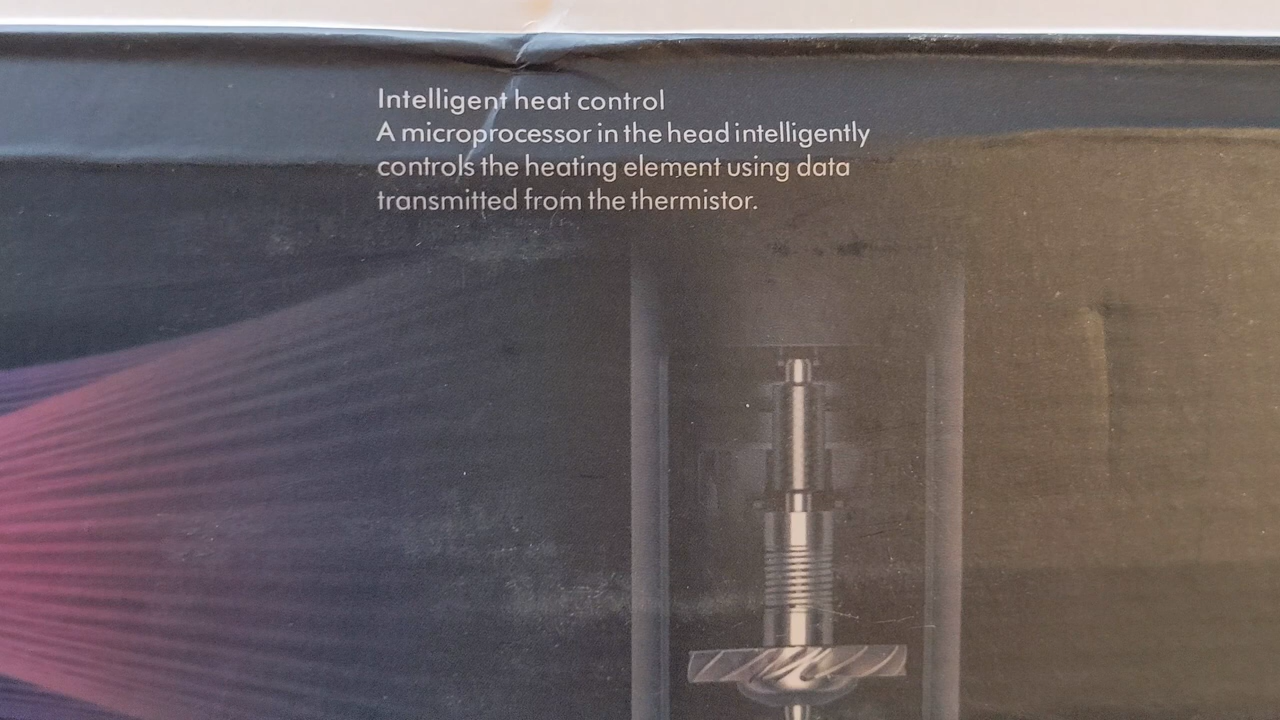 Intelligent heat control
A microprocessor in the head intelligently
controls the heating element using data
transmitted from the thermistor.